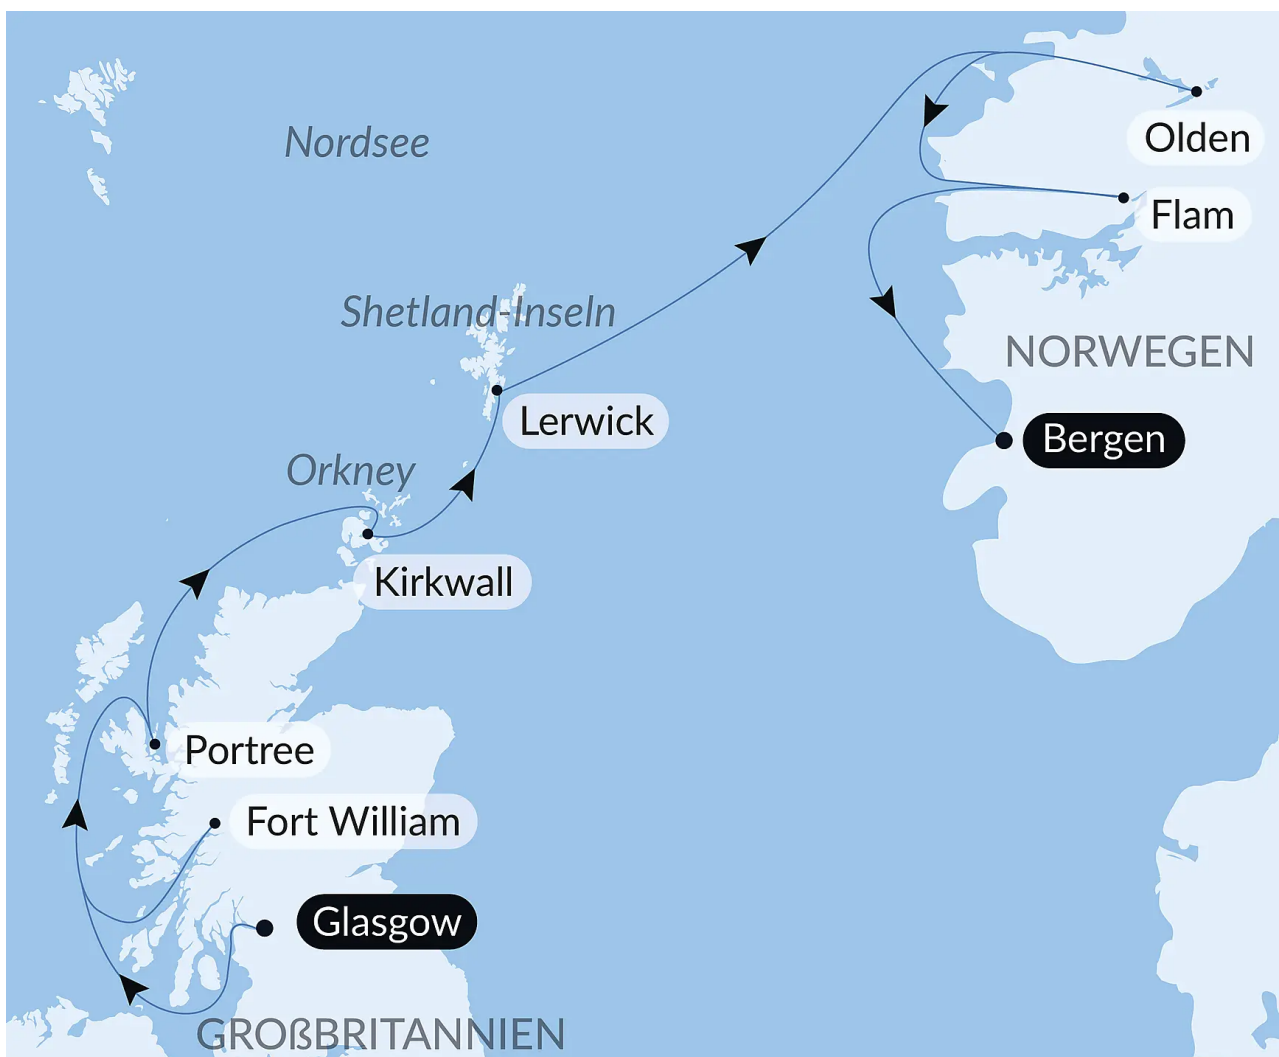 Nordsee
Olden
Flam
Shetland-Inseln
NORWEGEN
Lerwick
Bergen
Orkney
Kirkwall
Portree
Fort William
Glasgow
GROßBRITANNIEN